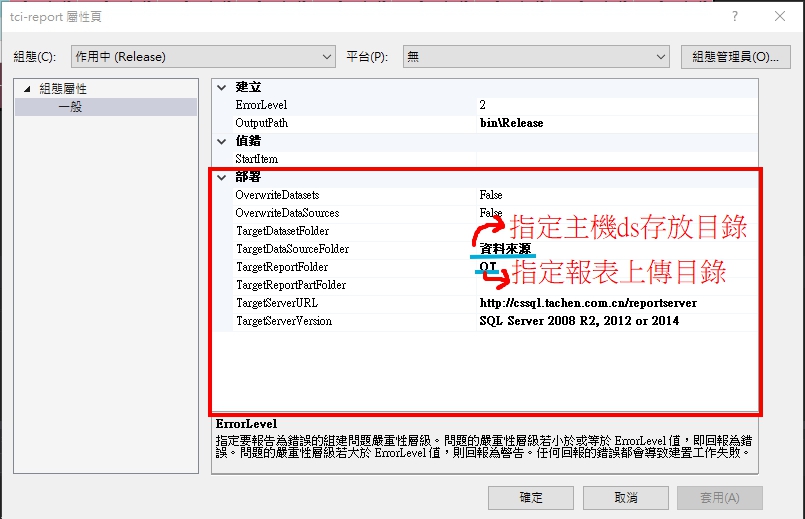 tci-report 屬性頁
組態(C): 作用中 (Release) 平台(P): 無 組態管理員(O)...
組態屬性
一般
建立
ErrorLevel 2
OutputPath bin\Release
偵錯
StartItem
部署
OverwriteDatasets False
OverwriteDataSources False
TargetDatasetFolder 指定主機ds存放目錄
TargetDataSourceFolder 資料來源
TargetReportFolder QT 指定報表上傳目錄
TargetReportPartFolder
TargetServerURL http://cssql.tachen.com.cn/reportserver
TargetServerVersion SQL Server 2008 R2, 2012 or 2014
ErrorLevel
指定要報告為錯誤的組建問題嚴重性層級。問題的嚴重性層級若小於或等於 ErrorLevel 值，即回報為錯
誤。問題的嚴重性層級若大於 ErrorLevel 值，則回報為警告。任何回報的錯誤都會導致建置工作失敗。
確定 取消 套用(A)